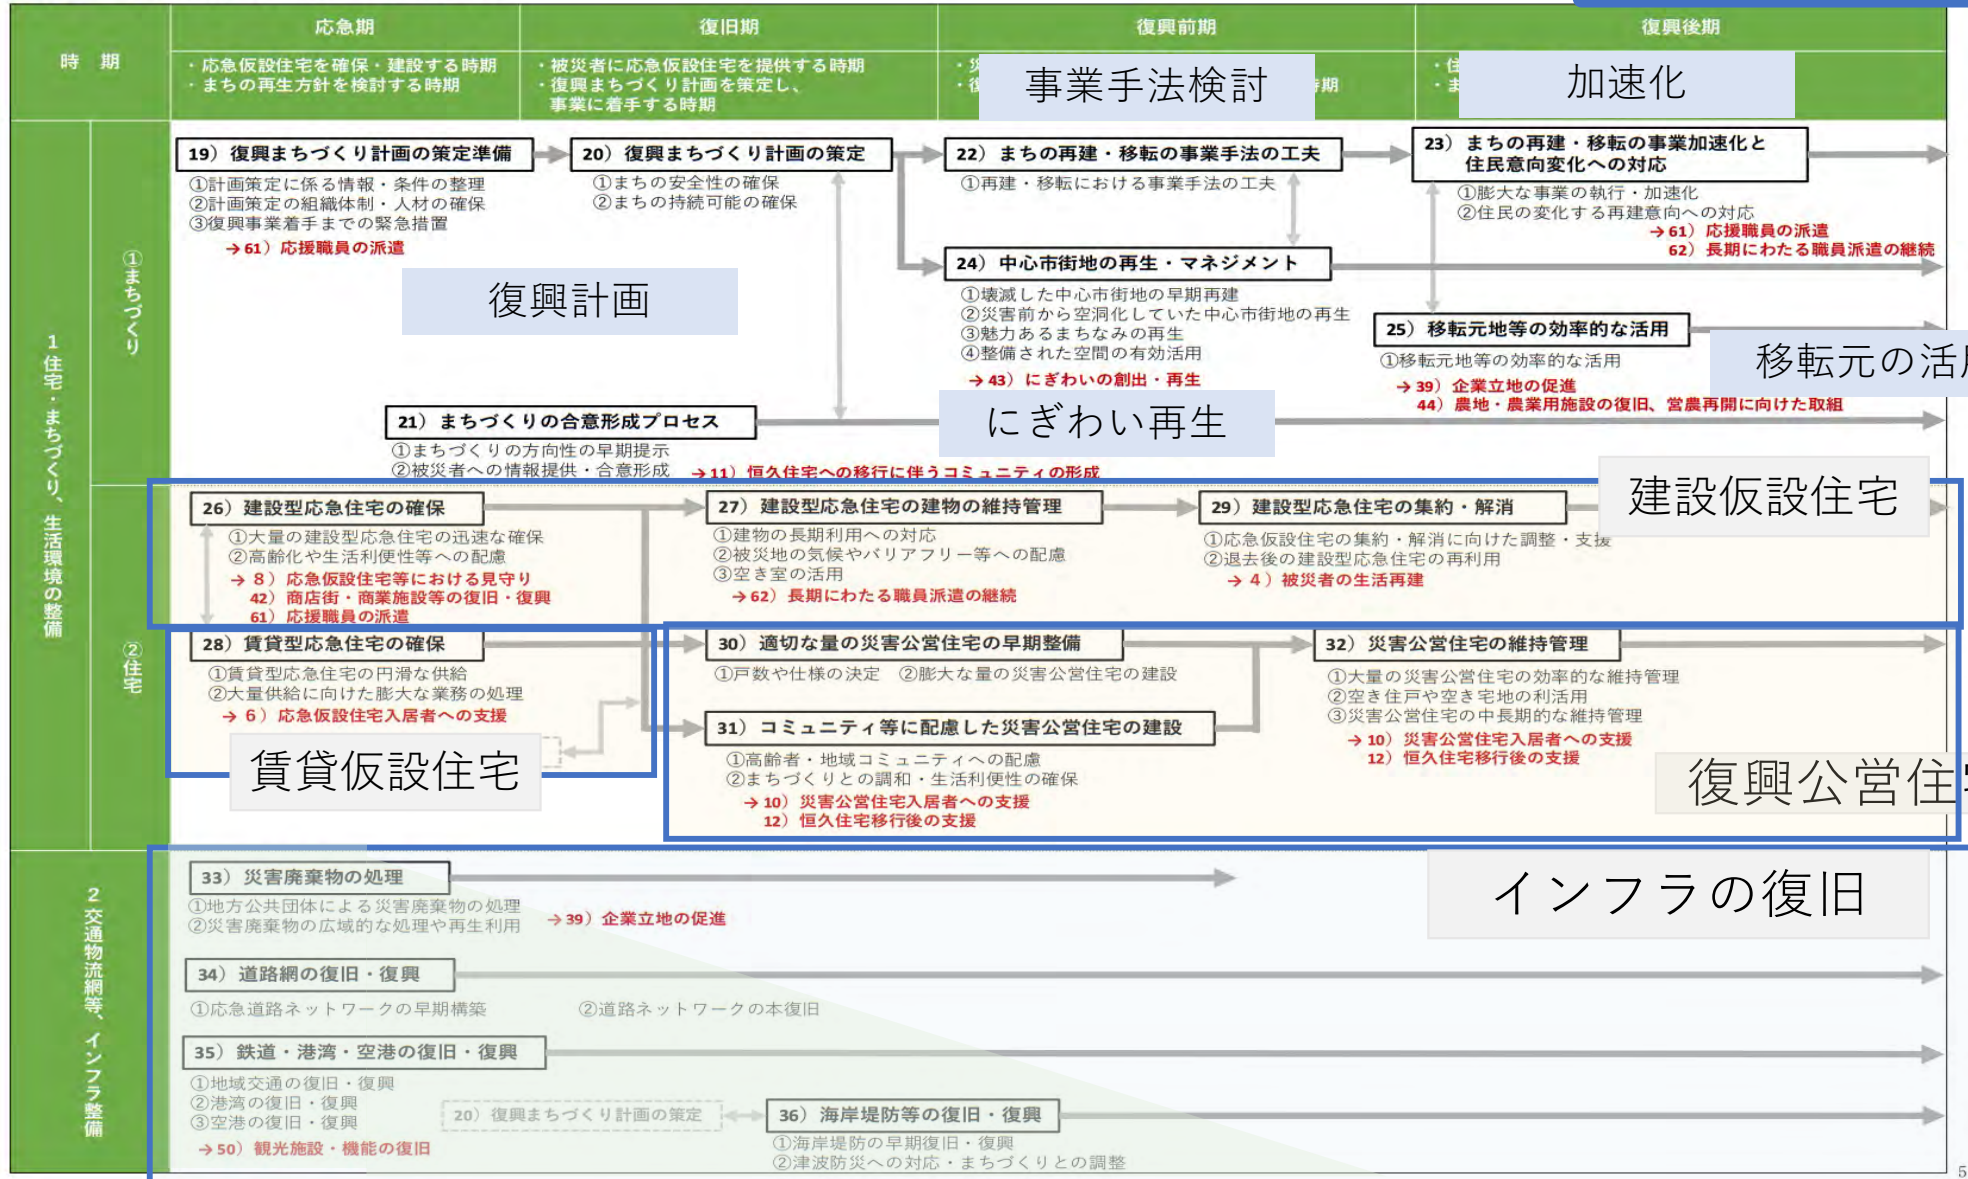 時 期
応急期
復旧期
復興前期
復興後期
・応急仮設住宅を確保・建設する時期
・まちの再生方針を検討する時期
・被災者に応急仮設住宅を提供する時期
・復興まちづくり計画を策定し、
事業に着手する時期
事業手法検討
加速化
1 住宅・まちづくり、生活環境の整備
①まちづくり
19）復興まちづくり計画の策定準備
①計画策定に係る情報・条件の整理
②計画策定の組織体制・人材の確保
③復興事業着手までの緊急措置
→61）応援職員の派遣
20）復興まちづくり計画の策定
①まちの安全性の確保
②まちの持続可能の確保
22）まちの再建・移転の事業手法の工夫
①再建・移転における事業手法の工夫
23）まちの再建・移転の事業加速化と
住民意向変化への対応
①膨大な事業の執行・加速化
②住民の変化する再建意向への対応
→61）応援職員の派遣
62）長期にわたる職員派遣の継続
復興計画
24）中心市街地の再生・マネジメント
①壊滅した中心市街地の早期再建
②災害前から空洞化していた中心市街地の再生
③魅力あるまちなみの再生
④整備された空間の有効活用
→43）にぎわいの創出・再生
にぎわい再生
25）移転元地等の効率的な活用
①移転元地等の効率的な活用
→39）企業立地の促進
44）農地・農業用施設の復旧、営農再開に向けた取組
移転元の活
21）まちづくりの合意形成プロセス
①まちづくりの方向性の早期提示
②被災者への情報提供・合意形成
→11）恒久住宅への移行に伴うコミュニティの形成
②住宅
建設仮設住宅
26）建設型応急住宅の確保
①大量の建設型応急住宅の迅速な確保
②高齢化や生活利便性等への配慮
→8）応急仮設住宅等における見守り
42）商店街・商業施設等の復旧・復興
61）応援職員の派遣
27）建設型応急住宅の建物の維持管理
①建物の長期利用への対応
②被災地の気候やバリアフリー等への配慮
③空き室の活用
→62）長期にわたる職員派遣の継続
29）建設型応急住宅の集約・解消
①応急仮設住宅の集約・解消に向けた調整・支援
②退去後の建設型応急住宅の再利用
→4）被災者の生活再建
28）賃貸型応急住宅の確保
①賃貸型応急住宅の円滑な供給
②大量供給に向けた膨大な業務の処理
→6）応急仮設住宅入居者への支援
賃貸仮設住宅
30）適切な量の災害公営住宅の早期整備
①戸数や仕様の決定 ②膨大な量の災害公営住宅の建設
31）コミュニティ等に配慮した災害公営住宅の建設
①高齢者・地域コミュニティへの配慮
②まちづくりとの調和・生活利便性の確保
→10）災害公営住宅入居者への支援
12）恒久住宅移行後の支援
32）災害公営住宅の維持管理
①大量の災害公営住宅の効率的な維持管理
②空き住戸や空き宅地の利活用
③災害公営住宅の中長期的な維持管理
→10）災害公営住宅入居者への支援
12）恒久住宅移行後の支援
復興公営住
2 交通物流網等、インフラ整備
インフラの復旧
33）災害廃棄物の処理
①地方公共団体による災害廃棄物の処理
②災害廃棄物の広域的な処理や再生利用
→39）企業立地の促進
34）道路網の復旧・復興
①応急道路ネットワークの早期構築
②道路ネットワークの本復旧
35）鉄道・港湾・空港の復旧・復興
①地域交通の復旧・復興
②港湾の復旧・復興
③空港の復旧・復興
→50）観光施設・機能の復旧
20）復興まちづくり計画の策定
36）海岸堤防等の復旧・復興
①海岸堤防の早期復旧・復興
②津波防災への対応・まちづくりとの調整
5